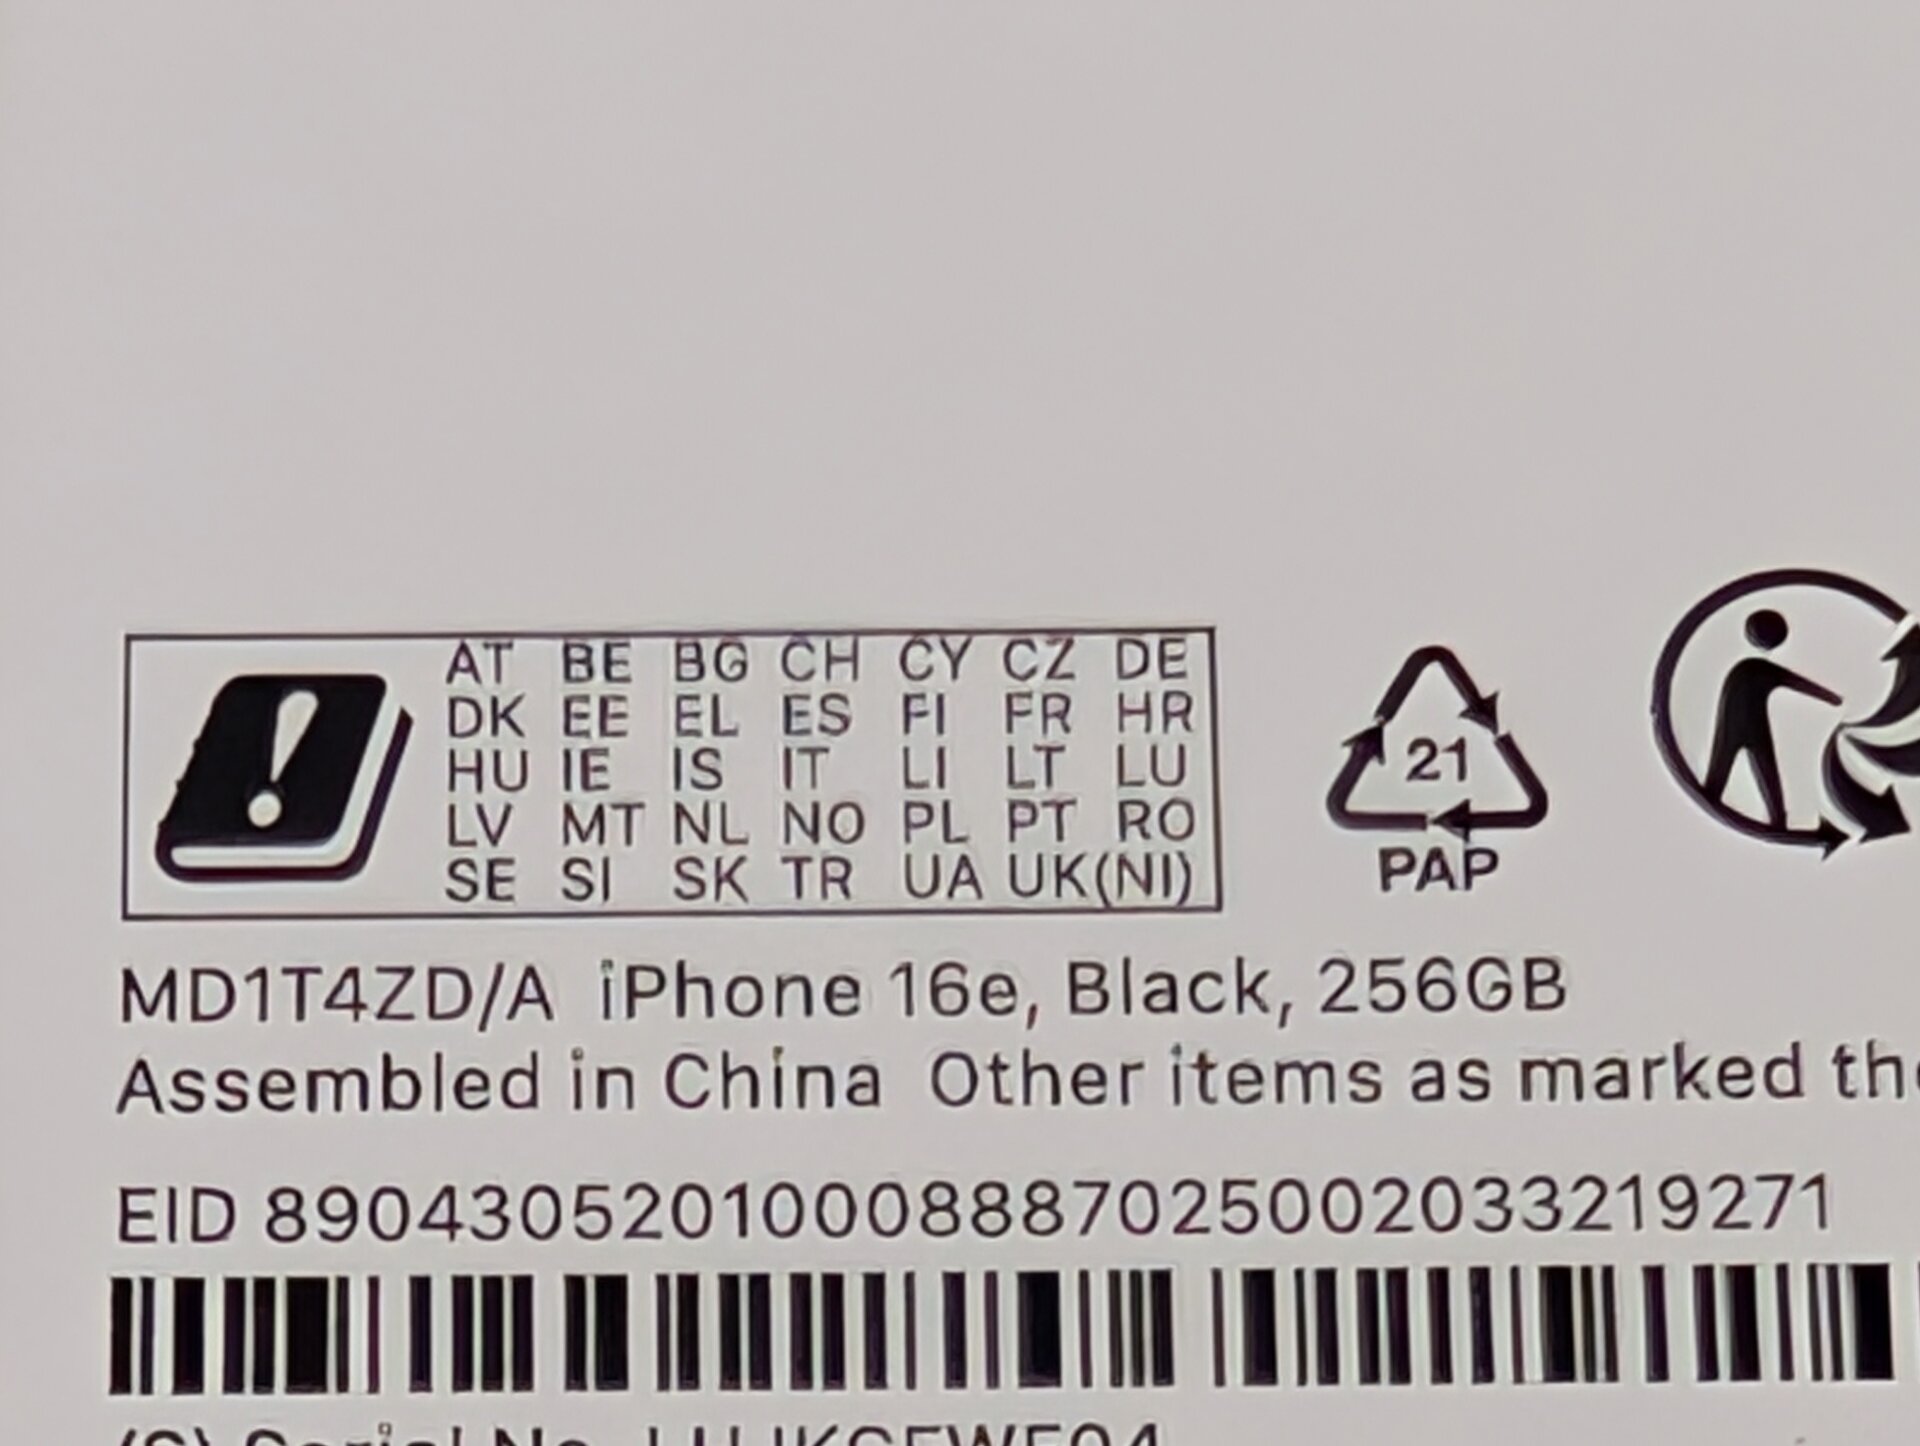 AT BE BG CH CY CZ DE
DK EE EL ES FI FR HR
HU IE IS IT LI LT LU
LV MT NL NO PL PT RO
SE SI SK TR UA UK(NI)
21
PAP
MD1T4ZD/A iPhone 16e, Black, 256GB
Assembled in China Other items as marked
EID 89043052010008887025002033219271
(S) Serial No.